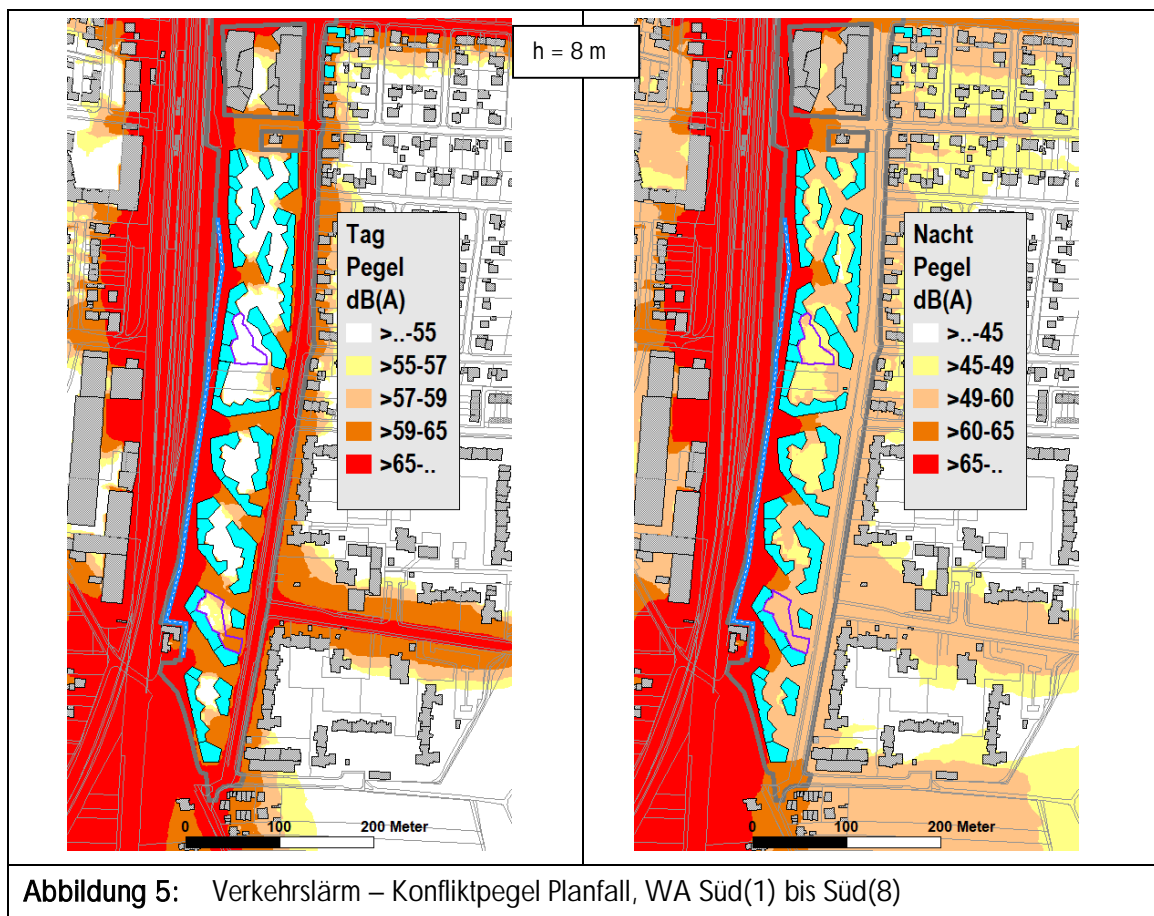 h = 8 m
Tag
Pegel
dB(A)
>..-55
>55-57
>57-59
>59-65
>65-..
0 100 200 Meter
Nacht
Pegel
dB(A)
>..-45
>45-49
>49-60
>60-65
>65-..
0 100 200 Meter
Abbildung 5: Verkehrslärm – Konfliktpegel Planfall, WA Süd(1) bis Süd(8)